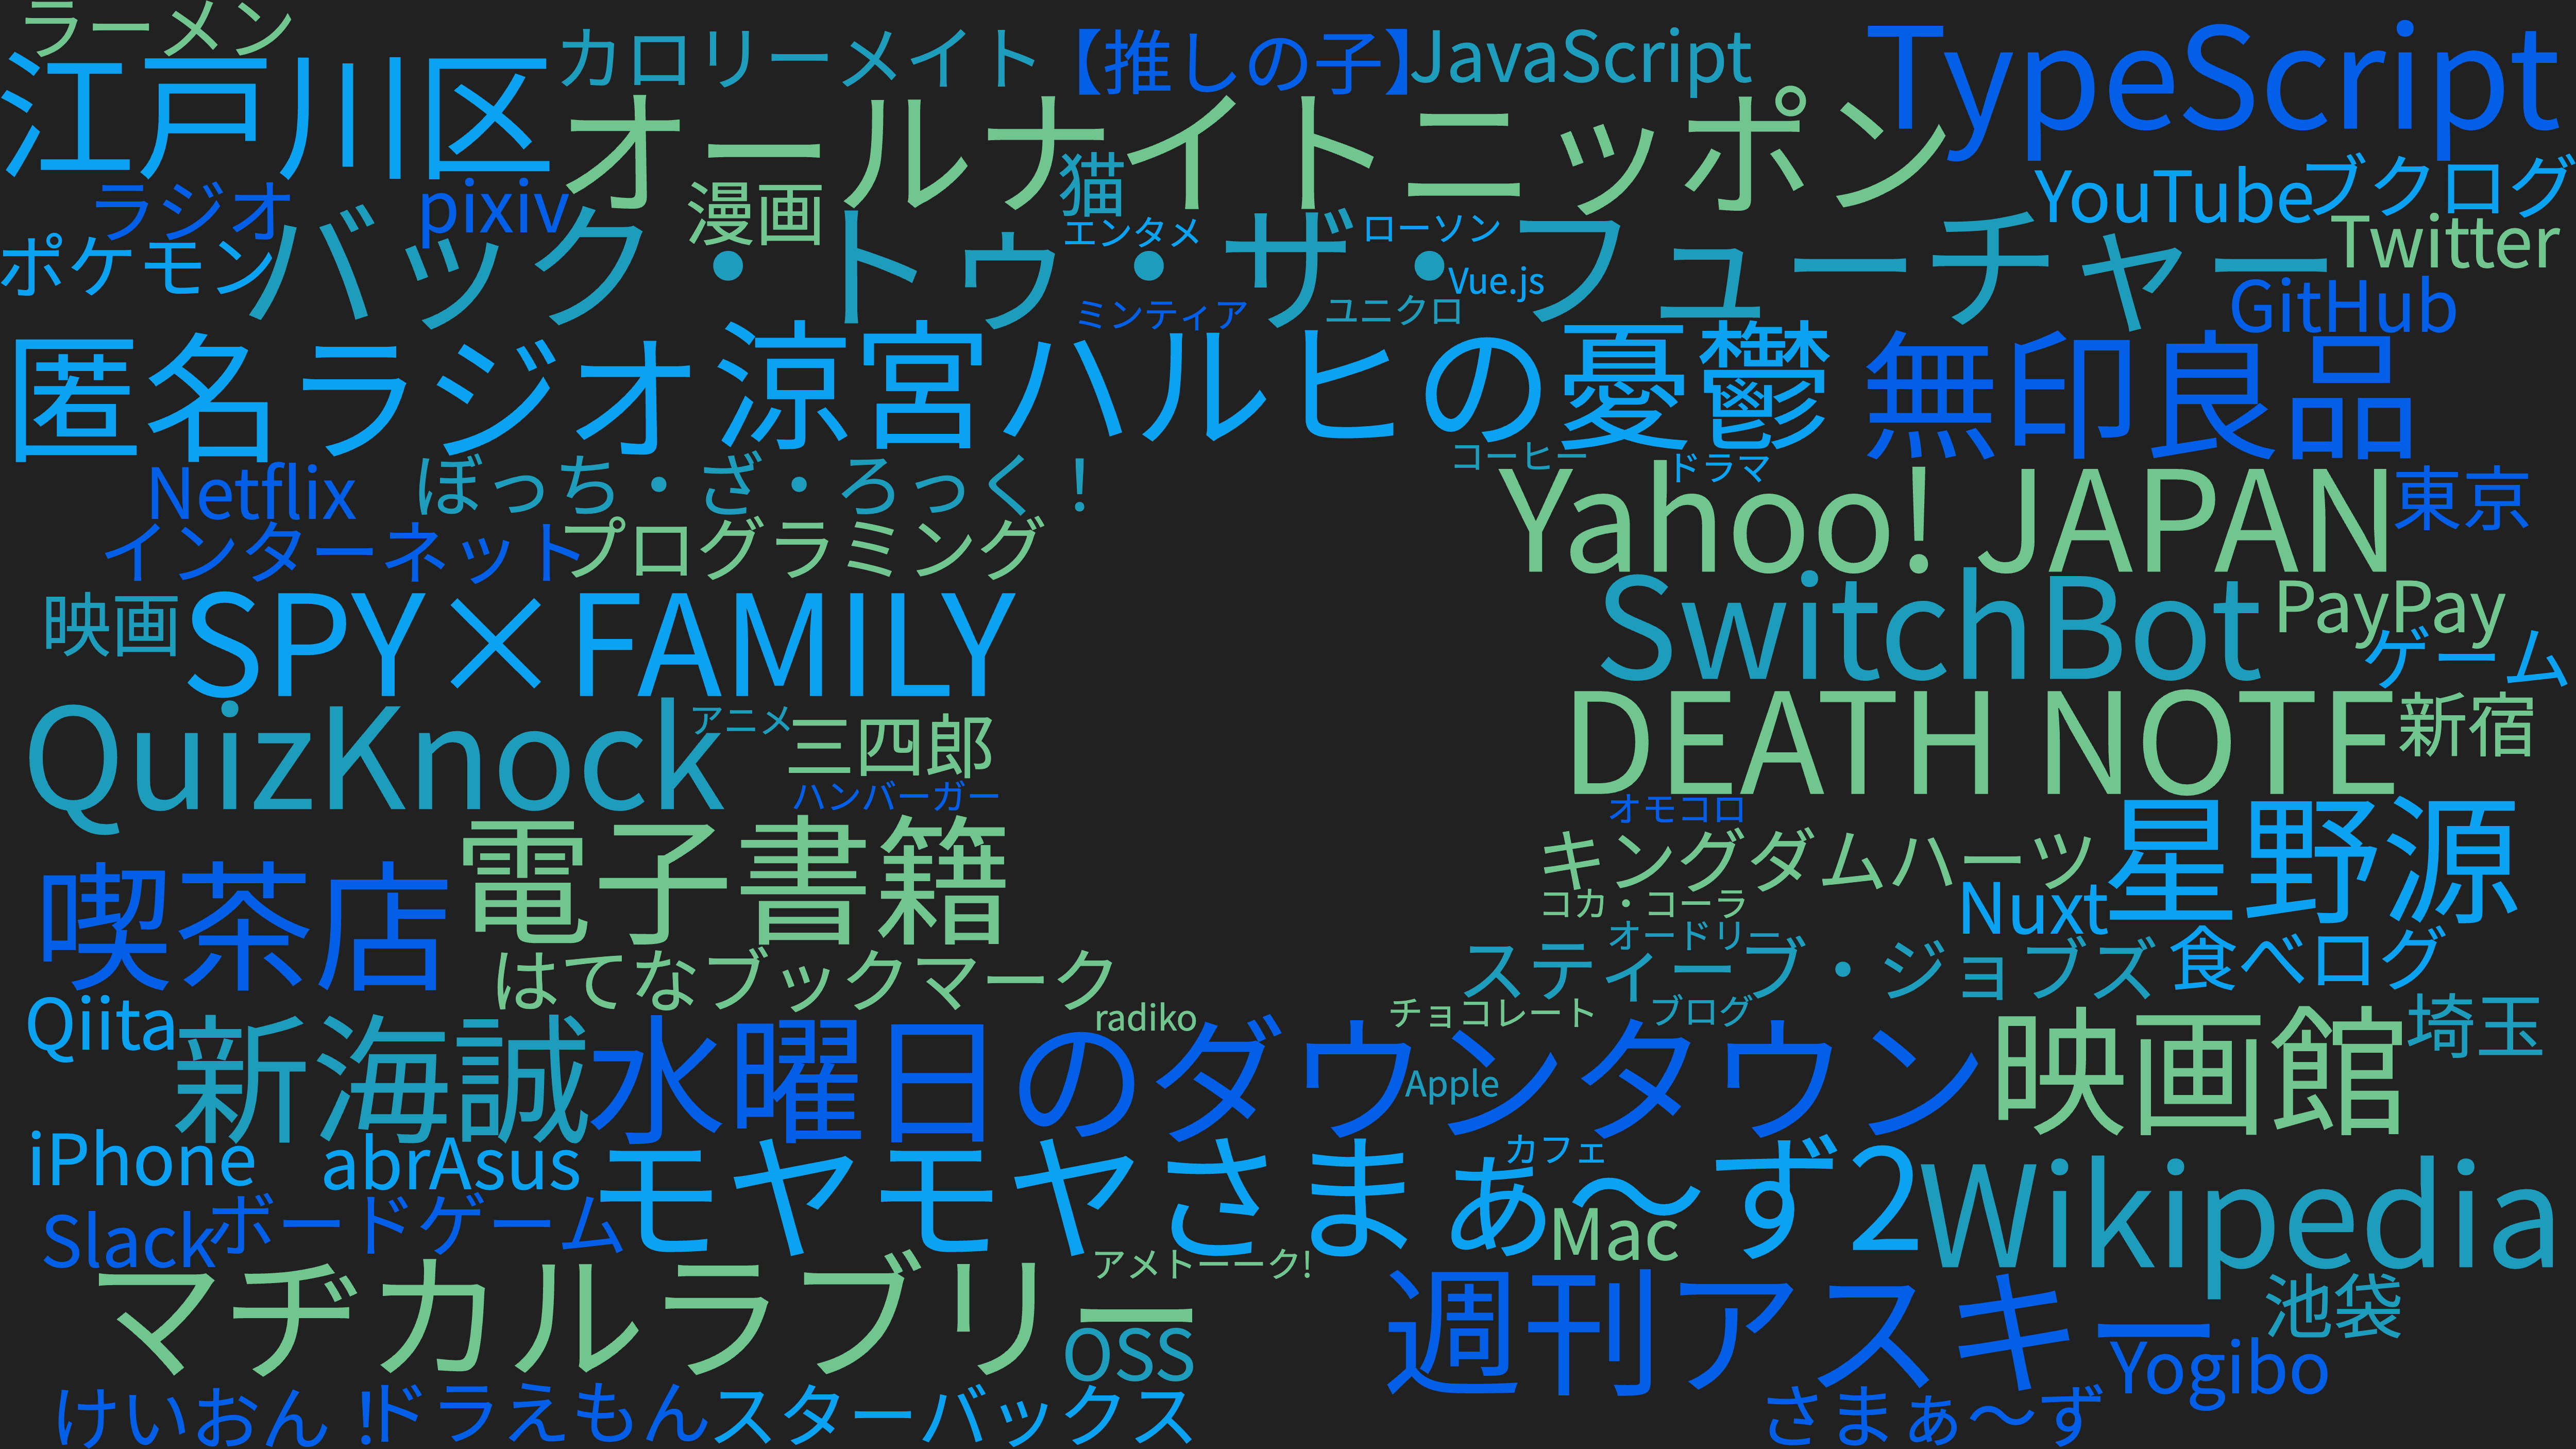 ラーメン
江戸川区
カロリーメイト
【推しの子】
JavaScript
TypeScript
オールナイトニッポン
ラジオ
pixiv
漫画
猫
YouTube
ブクログ
ポケモン
バック・トゥ・ザ・フューチャー
エンタメ
ローソン
Twitter
Vue.js
ミンティア
ユニクロ
GitHub
匿名ラジオ
涼宮ハルヒの憂鬱
無印良品
Netflix
ぼっち・ざ・ろっく！
コーヒー
ドラマ
Yahoo! JAPAN
東京
インターネット
プログラミング
映画
SPY×FAMILY
SwitchBot
PayPay
ゲーム
QuizKnock
アニメ
三四郎
DEATH NOTE
新宿
ハンバーガー
オモコロ
電子書籍
キングダムハーツ
星野源
喫茶店
コカ・コーラ
Nuxt
オードリー
はてなブックマーク
スティーブ・ジョブズ
食べログ
Qiita
radiko
チョコレート
ブログ
埼玉
新海誠
水曜日のダウンタウン
映画館
Apple
iPhone
abrAsus
モヤモヤさまぁ〜ず2
カフェ
Wikipedia
Slack
ボードゲーム
Mac
マヂカルラブリー
アメトーーク!
週刊アスキー
池袋
OSS
Yogibo
けいおん！
ドラえもん
スターバックス
さまぁ〜ず